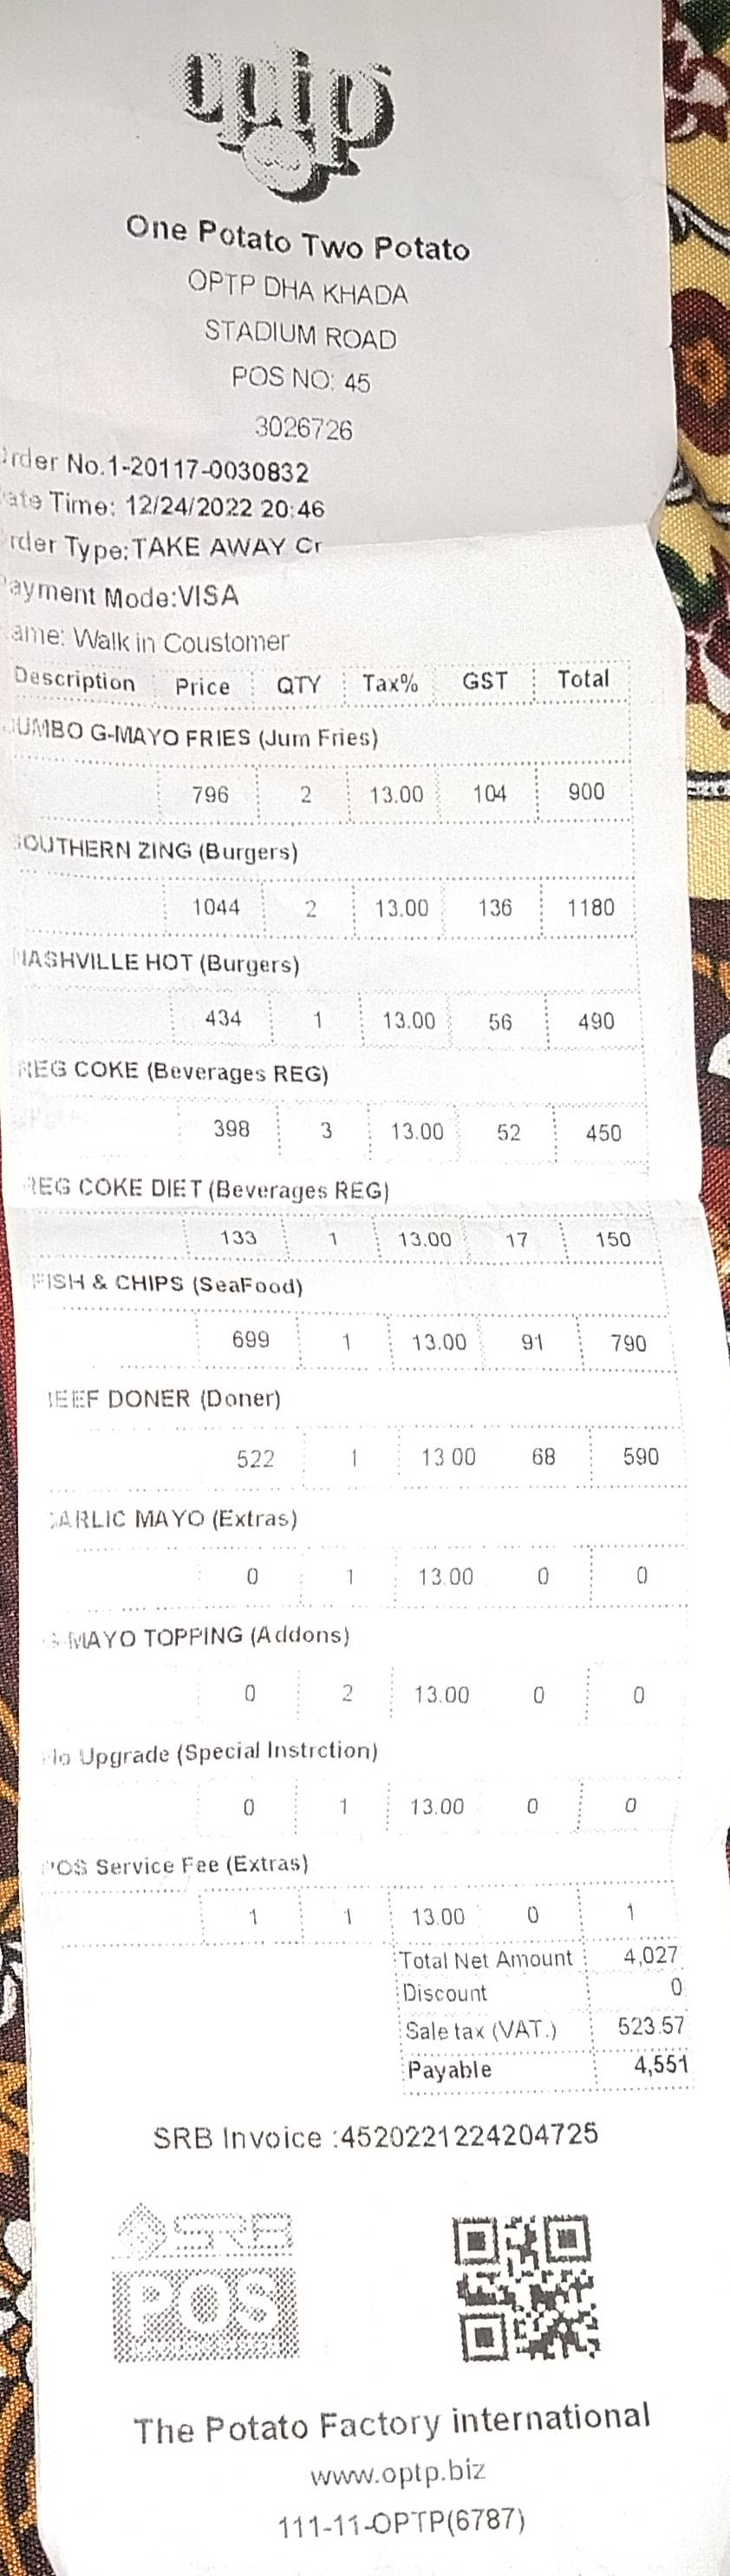 optp
One Potato Two Potato
OPTP DHA KHADA
STADIUM ROAD
POS NO: 45
3026726
rder No.1-20117-0030832
ate Time: 12/24/2022 20:46
rder Type:TAKE AWAY Cr
ayment Mode:VISA
ame: Walk in Coustomer
Description Price QTY Tax% GST Total
JUMBO G-MAYO FRIES (Jum Fries)
796 2 13.00 104 900
SOUTHERN ZING (Burgers)
1044 2 13.00 136 1180
NASHVILLE HOT (Burgers)
434 1 13.00 56 490
REG COKE (Beverages REG)
398 3 13.00 52 450
REG COKE DIET (Beverages REG)
133 1 13.00 17 150
FISH & CHIPS (SeaFood)
699 1 13.00 91 790
BEEF DONER (Doner)
522 1 13.00 68 590
GARLIC MAYO (Extras)
0 1 13.00 0 0
G-MAYO TOPPING (Addons)
0 2 13.00 0 0
No Upgrade (Special Instrction)
0 1 13.00 0 0
POS Service Fee (Extras)
1 1 13.00 0 1
Total Net Amount 4,027
Discount 0
Sale tax (VAT.) 523.57
Payable 4,551
SRB Invoice :4520221224204725
SRB
POS
The Potato Factory international
www.optp.biz
111-11-OPTP(6787)